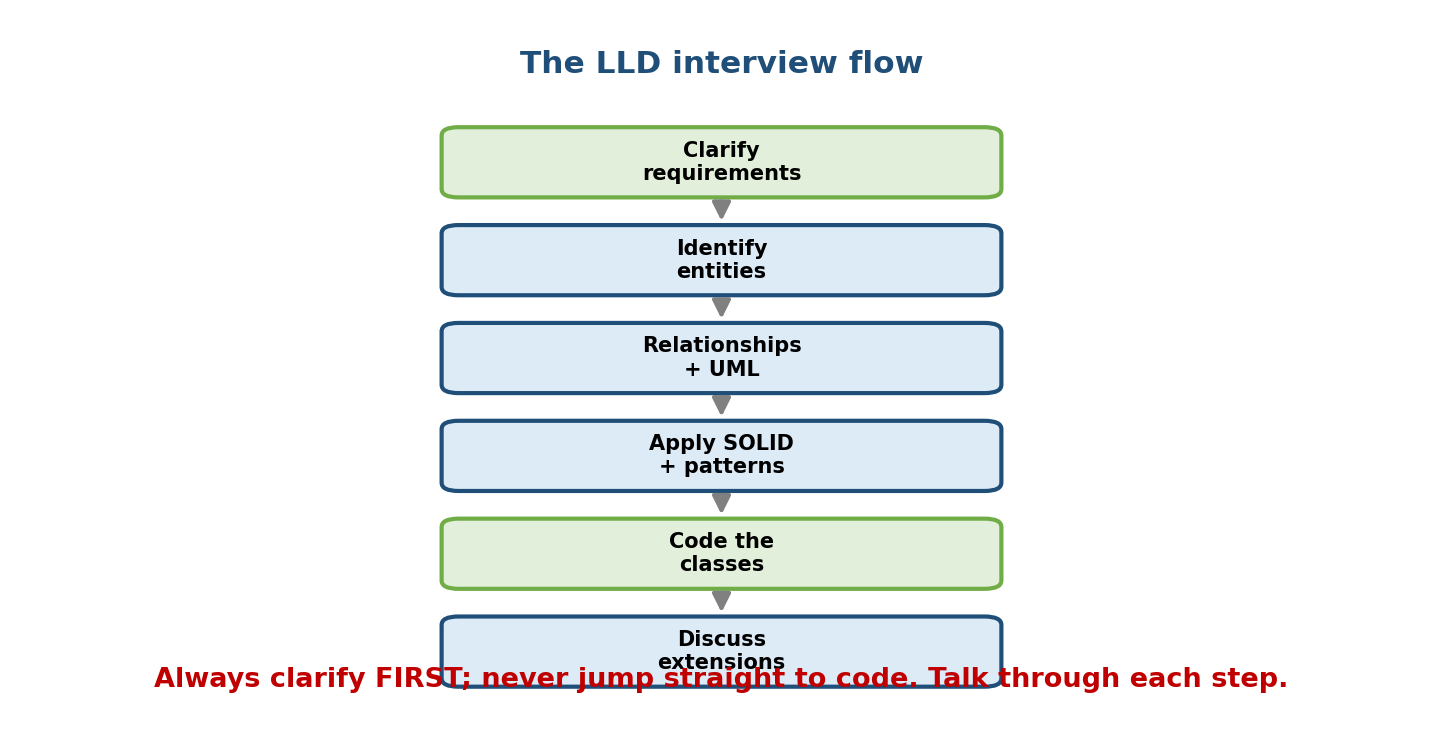 The LLD interview flow
Clarify
requirements
Identify
entities
Relationships
+ UML
Apply SOLID
+ patterns
Code the
classes
Discuss
extensions
Always clarify FIRST; never jump straight to code. Talk through each step.